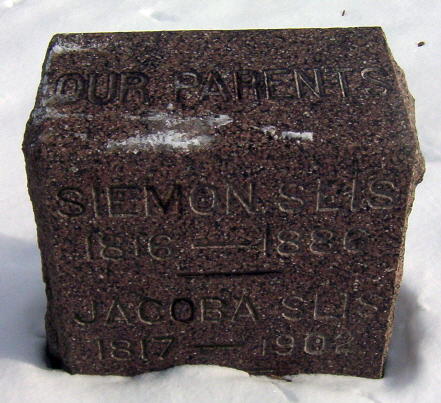 OUR PARENTS
SIEMON SLIS
1816 — 1886
JACOBA SLIS
1817 — 1902